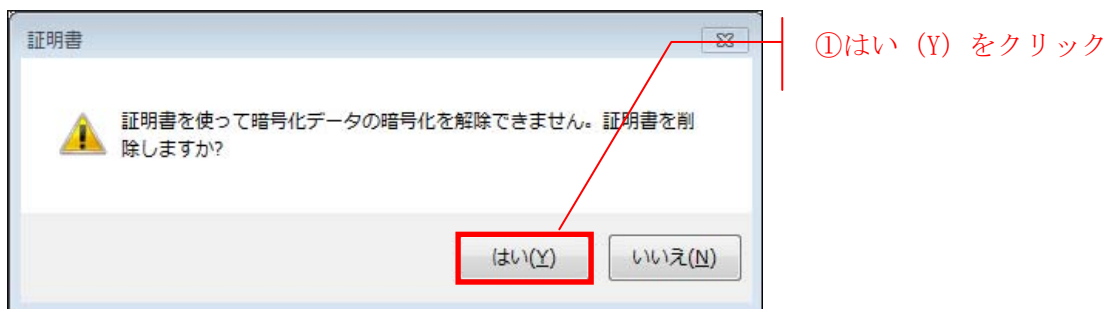 証明書
①はい（Y）をクリック
証明書を使って暗号化データの暗号化を解除できません。証明書を削
除しますか?
はい(Y)
いいえ(N)